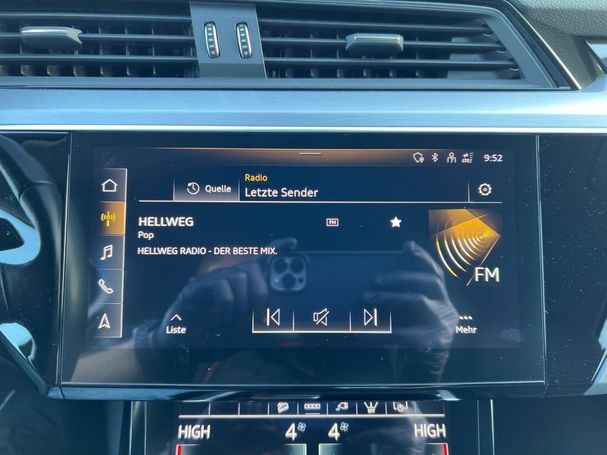 9:52
Radio
Quelle
Letzte Sender
HELLWEG
FM
Pop
HELLWEG RADIO - DER BESTE MIX.
FM
Liste
Mehr
HIGH 4 4 HIGH